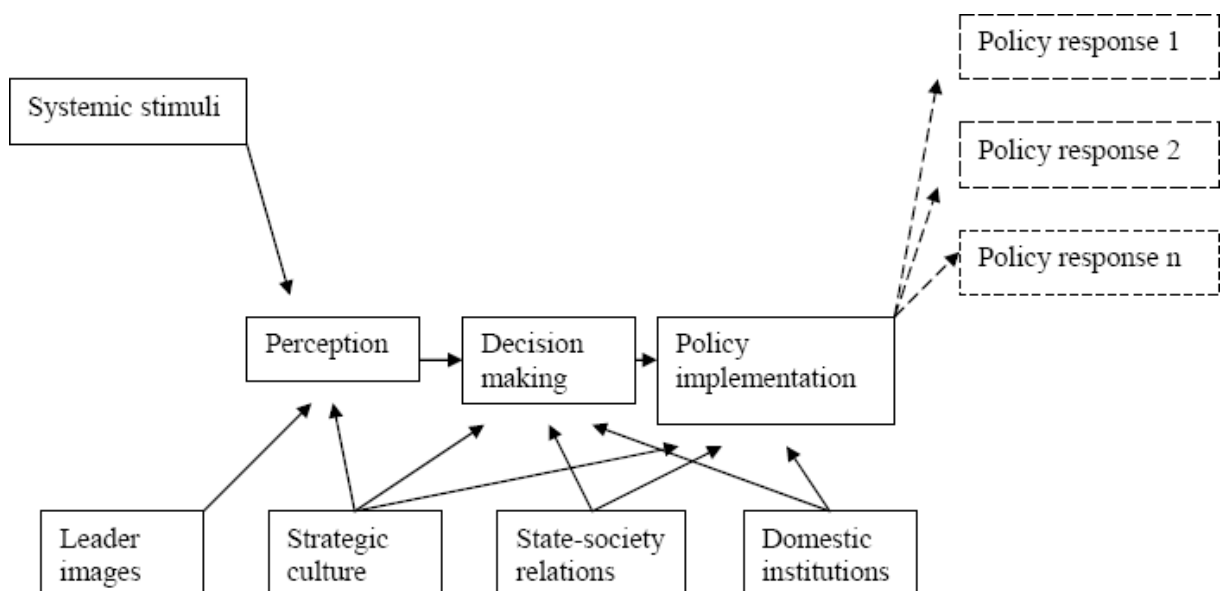 Policy response 1
Systemic stimuli
Policy response 2
Policy response n
Perception
Decision
making
Policy
implementation
Leader
images
Strategic
culture
State-society
relations
Domestic
institutions